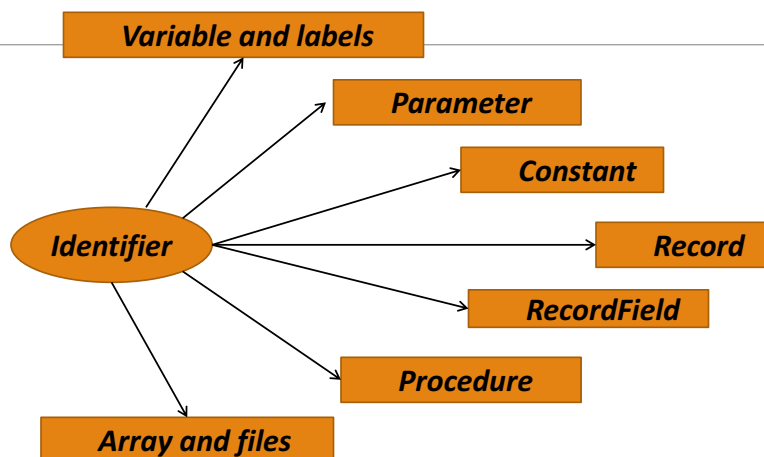 Variable and labels
Parameter
Constant
Identifier
Record
RecordField
Procedure
Array and files